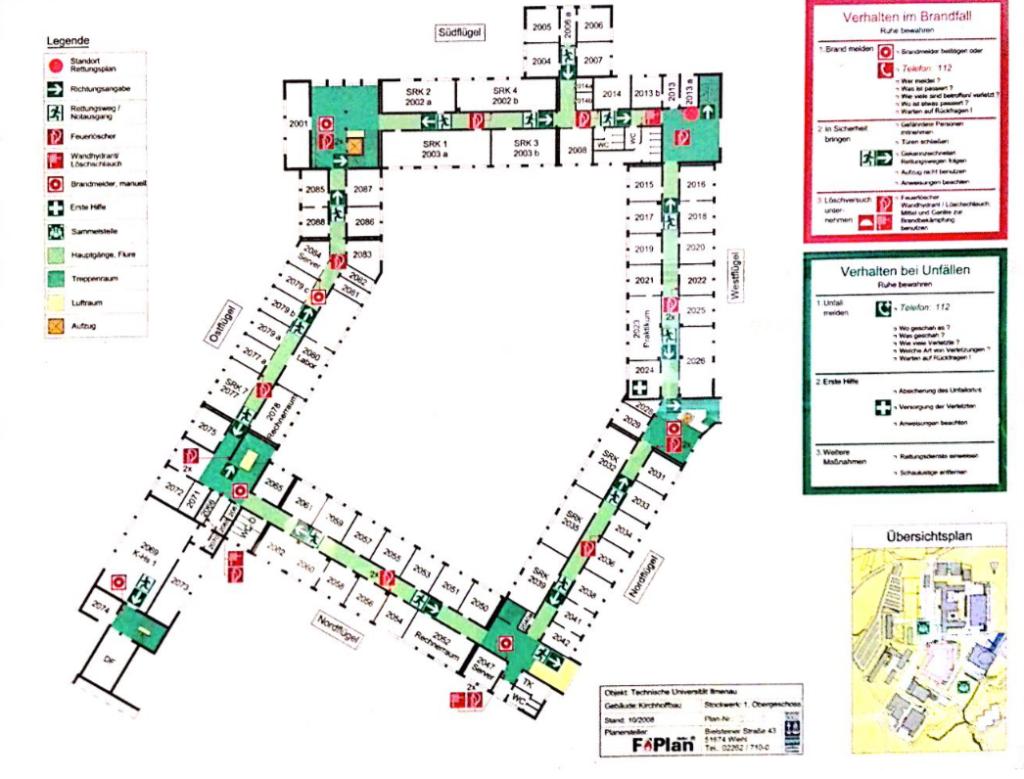 Legende
Standort
Rettungsplan
Richtungsangabe
Rettungsweg /
Notausgang
Feuerlöscher
Wandhydrant/
Löschschlauch
Brandmelder, manuell
Erste Hilfe
Sammelstelle
Hauptgänge, Flure
Treppenraum
Luftraum
Aufzug
Südflügel
2005
2006 a
2006
2004
2007
2001
SRK 2
2002 a
SRK 4
2002 b
2014
2013 b
2013
2013 a
SRK 1
2003 a
SRK 3
2003 b
2008
WC
WC
2x
2085
2087
2088
2086
2084
Server
2083
2082
2081
2079 c
2079 b
2079 a
2077 a
SRK 7
2077
2080
Labor
2078
Rechnerraum
Ostflügel
2015
2016
2017
2018
2019
2020
2021
2022
2x
2023
Praktikum
2025
2024
2026
Westflügel
2028
2029
SRK
2032
2031
2033
SRK
2035
2034
2036
SRK
2039
2038
2041
2042
Nordflügel
2075
2x
2072
2071
2065
2069
2073
2074
DF
2061
2059
2057
2055
2053
2051
2050
2062
2060
2058
2056
2054
2052
Rechnerraum
2x
2047
Server
2x
TK
WC
Nordflügel
Verhalten im Brandfall
Ruhe bewahren
1. Brand melden
Brandmelder betätigen oder
Telefon: 112
Wer meldet ?
Was ist passiert ?
Wie viele sind betroffen/ verletzt ?
Wo ist etwas passiert ?
Warten auf Rückfragen !
2. In Sicherheit
bringen
Gefährdete Personen
mitnehmen
Türen schließen
Gekennzeichneten
Rettungswegen folgen
Aufzug nicht benutzen
Anweisungen beachten
3. Löschversuch
unter-
nehmen
Feuerlöscher
Wandhydrant / Löschschlauch,
Mittel und Geräte zur
Brandbekämpfung
benutzen
Verhalten bei Unfällen
Ruhe bewahren
1. Unfall
melden
Telefon: 112
Wo geschah es ?
Was geschah ?
Wie viele Verletzte ?
Welche Art von Verletzungen ?
Warten auf Rückfragen !
2. Erste Hilfe
Absicherung des Unfallortes
Versorgung der Verletzten
Anweisungen beachten
3. Weitere
Maßnahmen
Rettungsdienste einweisen
Schaulustige entfernen
Übersichtsplan
Objekt: Technische Universität Ilmenau
Gebäude: Kirchhoffbau
Stockwerk: 1. Obergeschoss
Stand: 10/2008
Plan-Nr.:
Planersteller:
FiPlan
Bielsteiner Straße 43
51674 Wiehl
Tel.: 02262 / 710-0